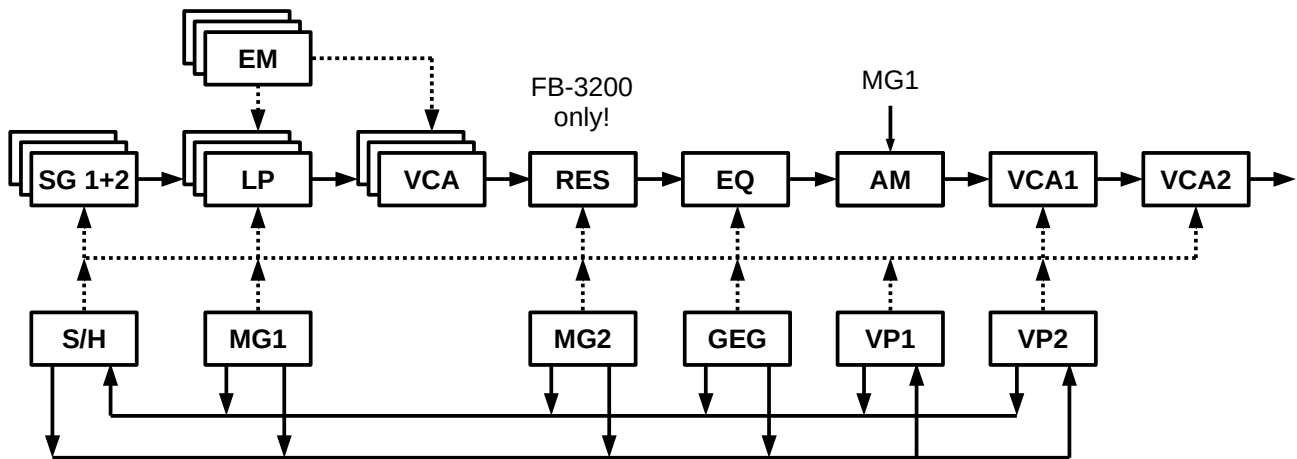 EM
FB-3200
only!
MG1
SG 1+2
LP
VCA
RES
EQ
AM
VCA1
VCA2
S/H
MG1
MG2
GEG
VP1
VP2